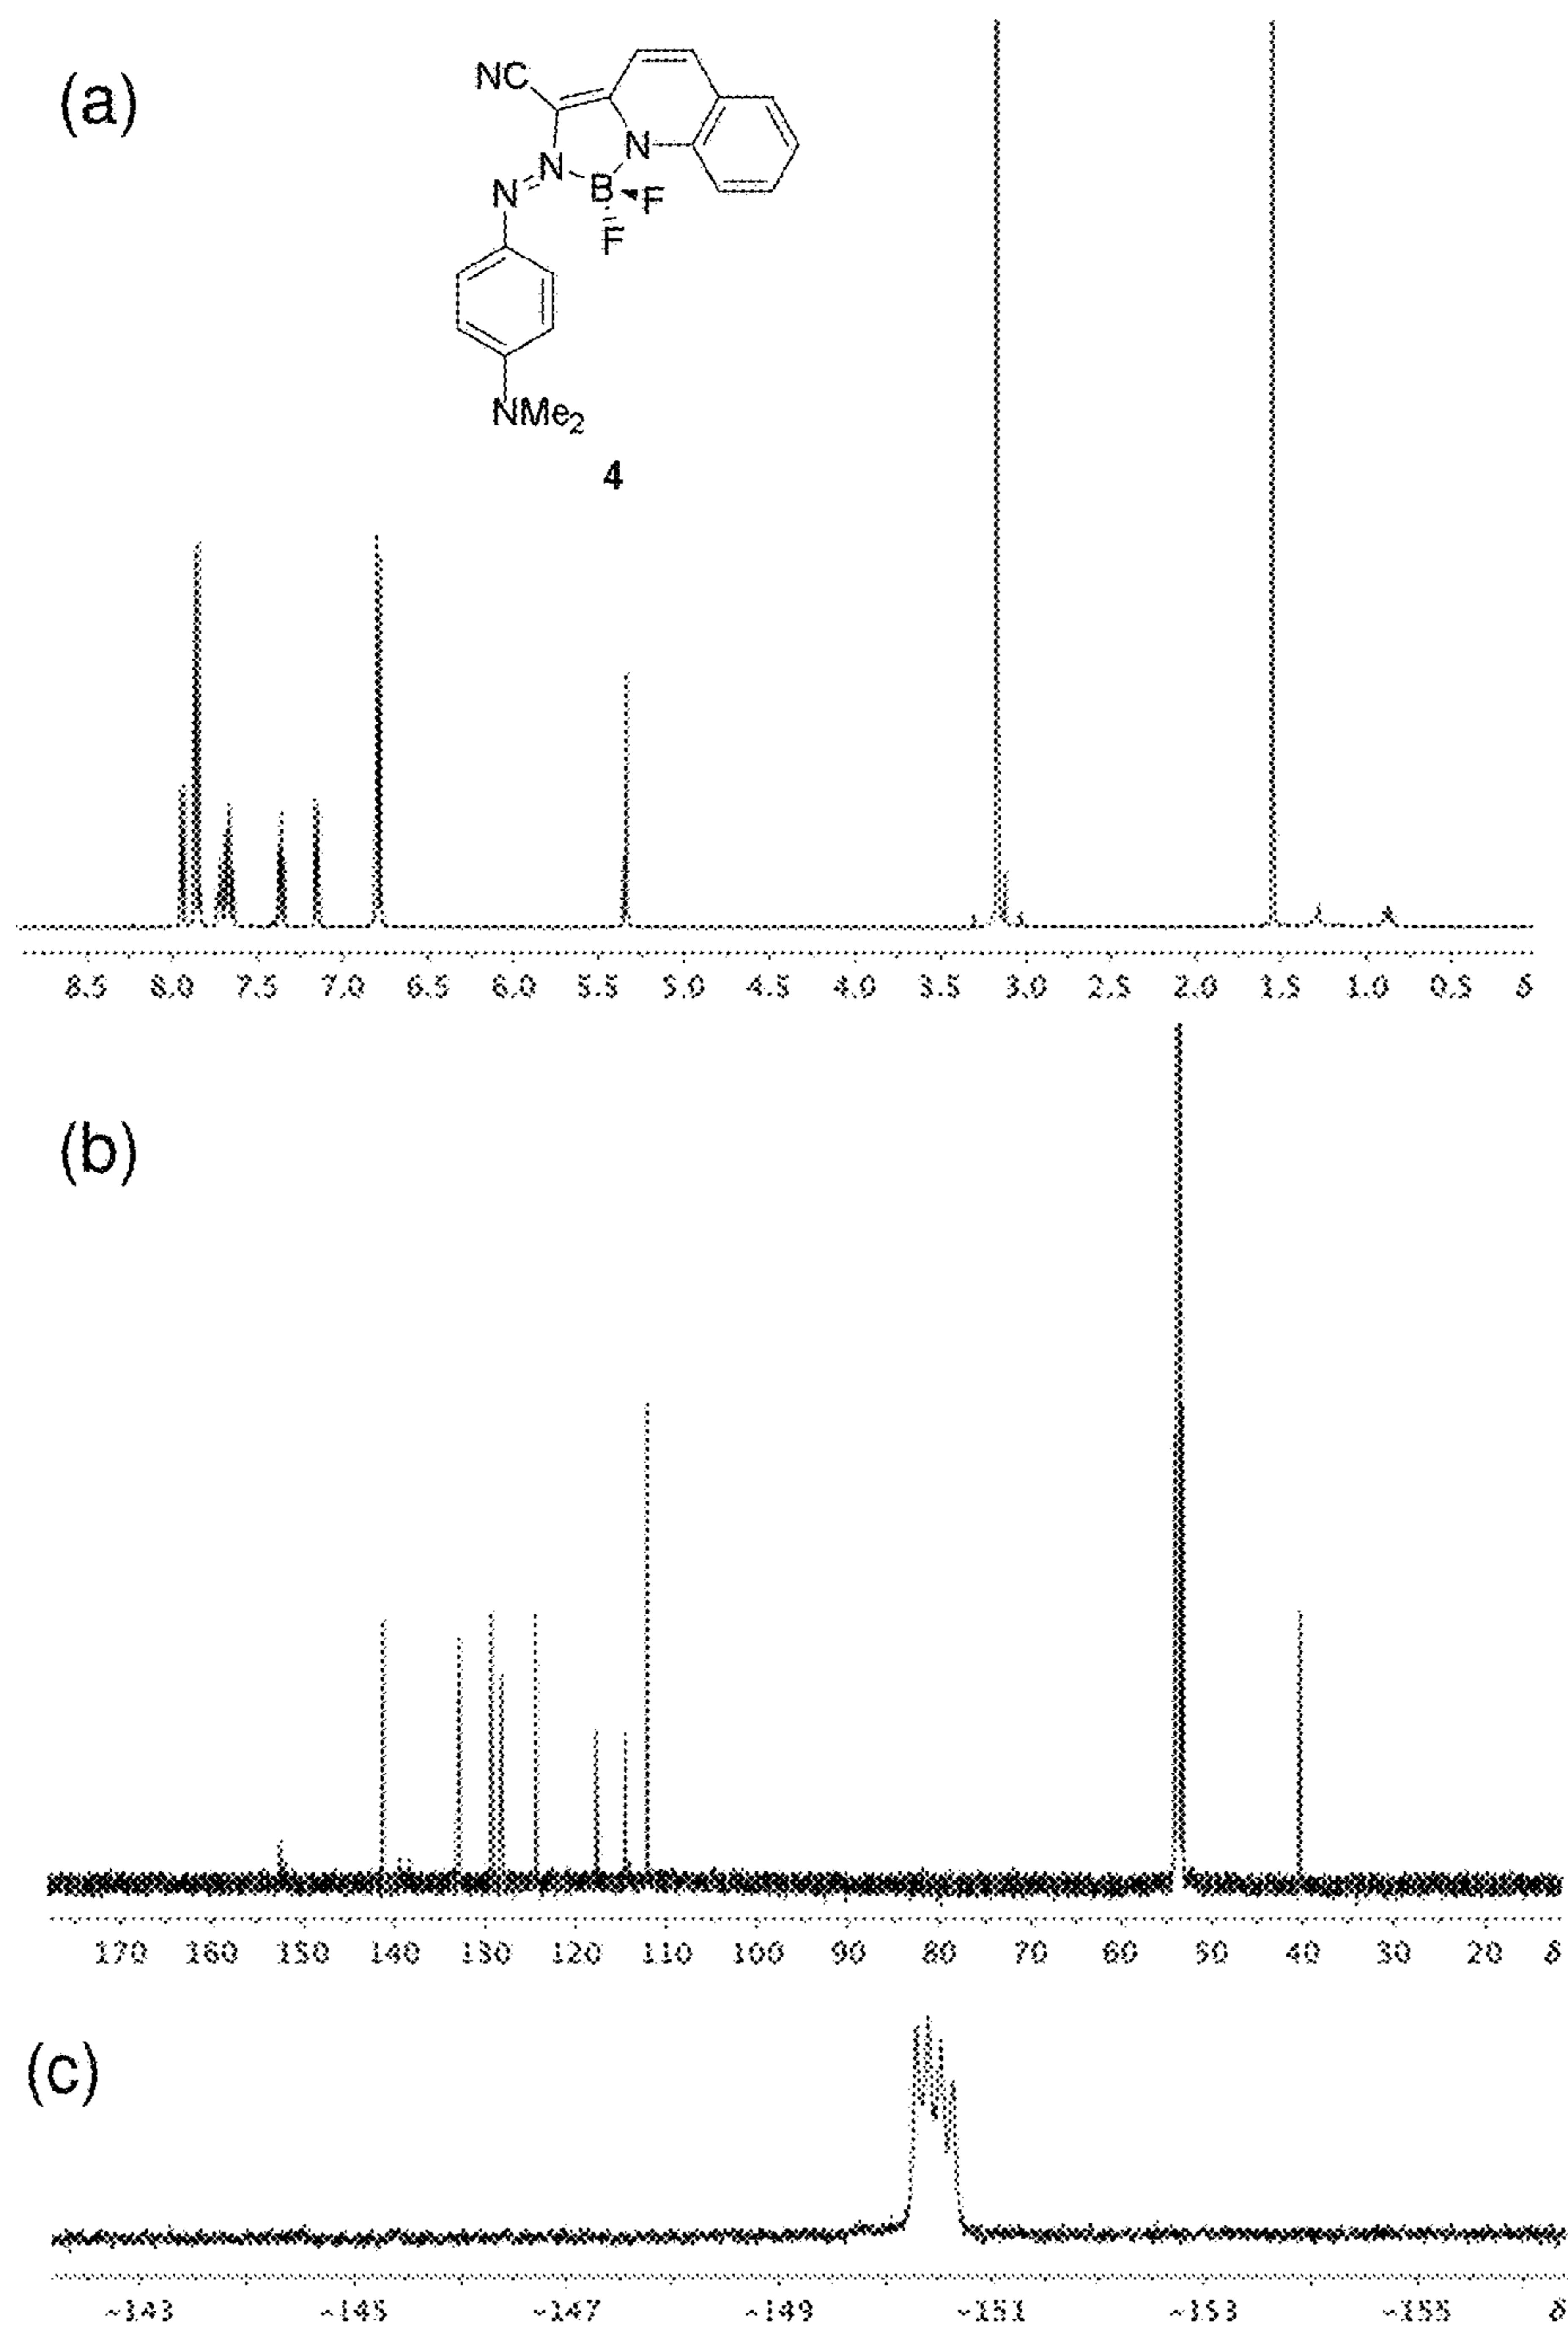 (a)
NC
N
N
N
B
F
F
NMe2
4
8.5 8.0 7.5 7.0 6.5 6.0 5.5 5.0 4.5 4.0 3.5 3.0 2.5 2.0 1.5 1.0 0.5 δ
(b)
170 160 150 140 130 120 110 100 90 80 70 60 50 40 30 20 δ
(c)
-143 -145 -147 -149 -151 -153 -155 δ